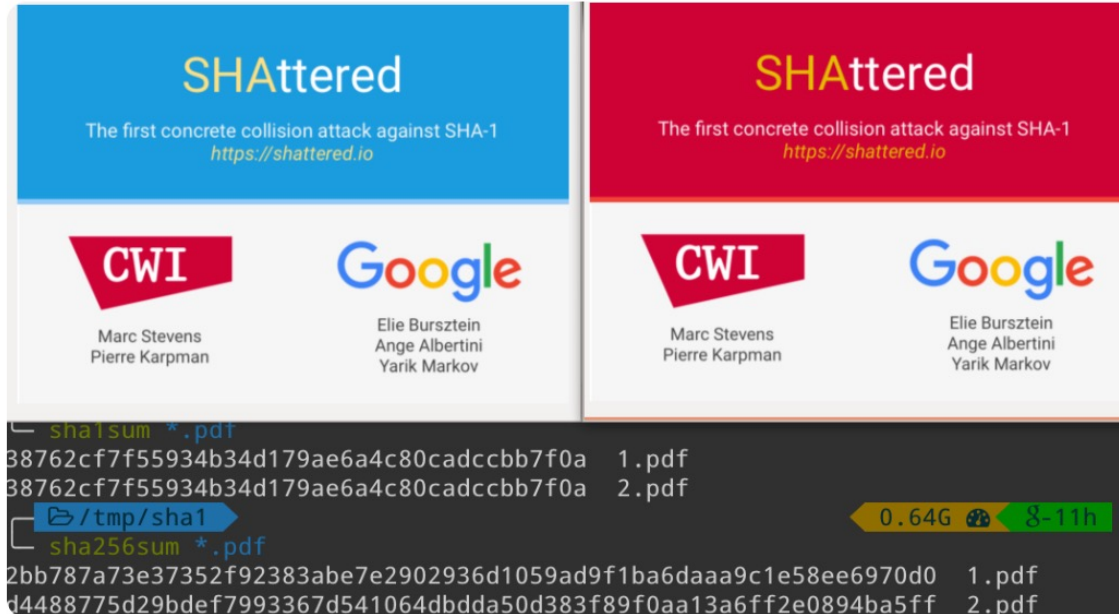 SHAttered
The first concrete collision attack against SHA-1
https://shattered.io
CWI
Marc Stevens
Pierre Karpman
Google
Elie Bursztein
Ange Albertini
Yarik Markov
SHAttered
The first concrete collision attack against SHA-1
https://shattered.io
CWI
Marc Stevens
Pierre Karpman
Google
Elie Bursztein
Ange Albertini
Yarik Markov
sha1sum *.pdf
38762cf7f55934b34d179ae6a4c80cadccbb7f0a 1.pdf
38762cf7f55934b34d179ae6a4c80cadccbb7f0a 2.pdf
/tmp/sha1 0.64G 8-11h
sha256sum *.pdf
2bb787a73e37352f92383abe7e2902936d1059ad9f1ba6daaa9c1e58ee6970d0 1.pdf
d4488775d29bdef7993367d541064dbdda50d383f89f0aa13a6ff2e0894ba5ff 2.pdf